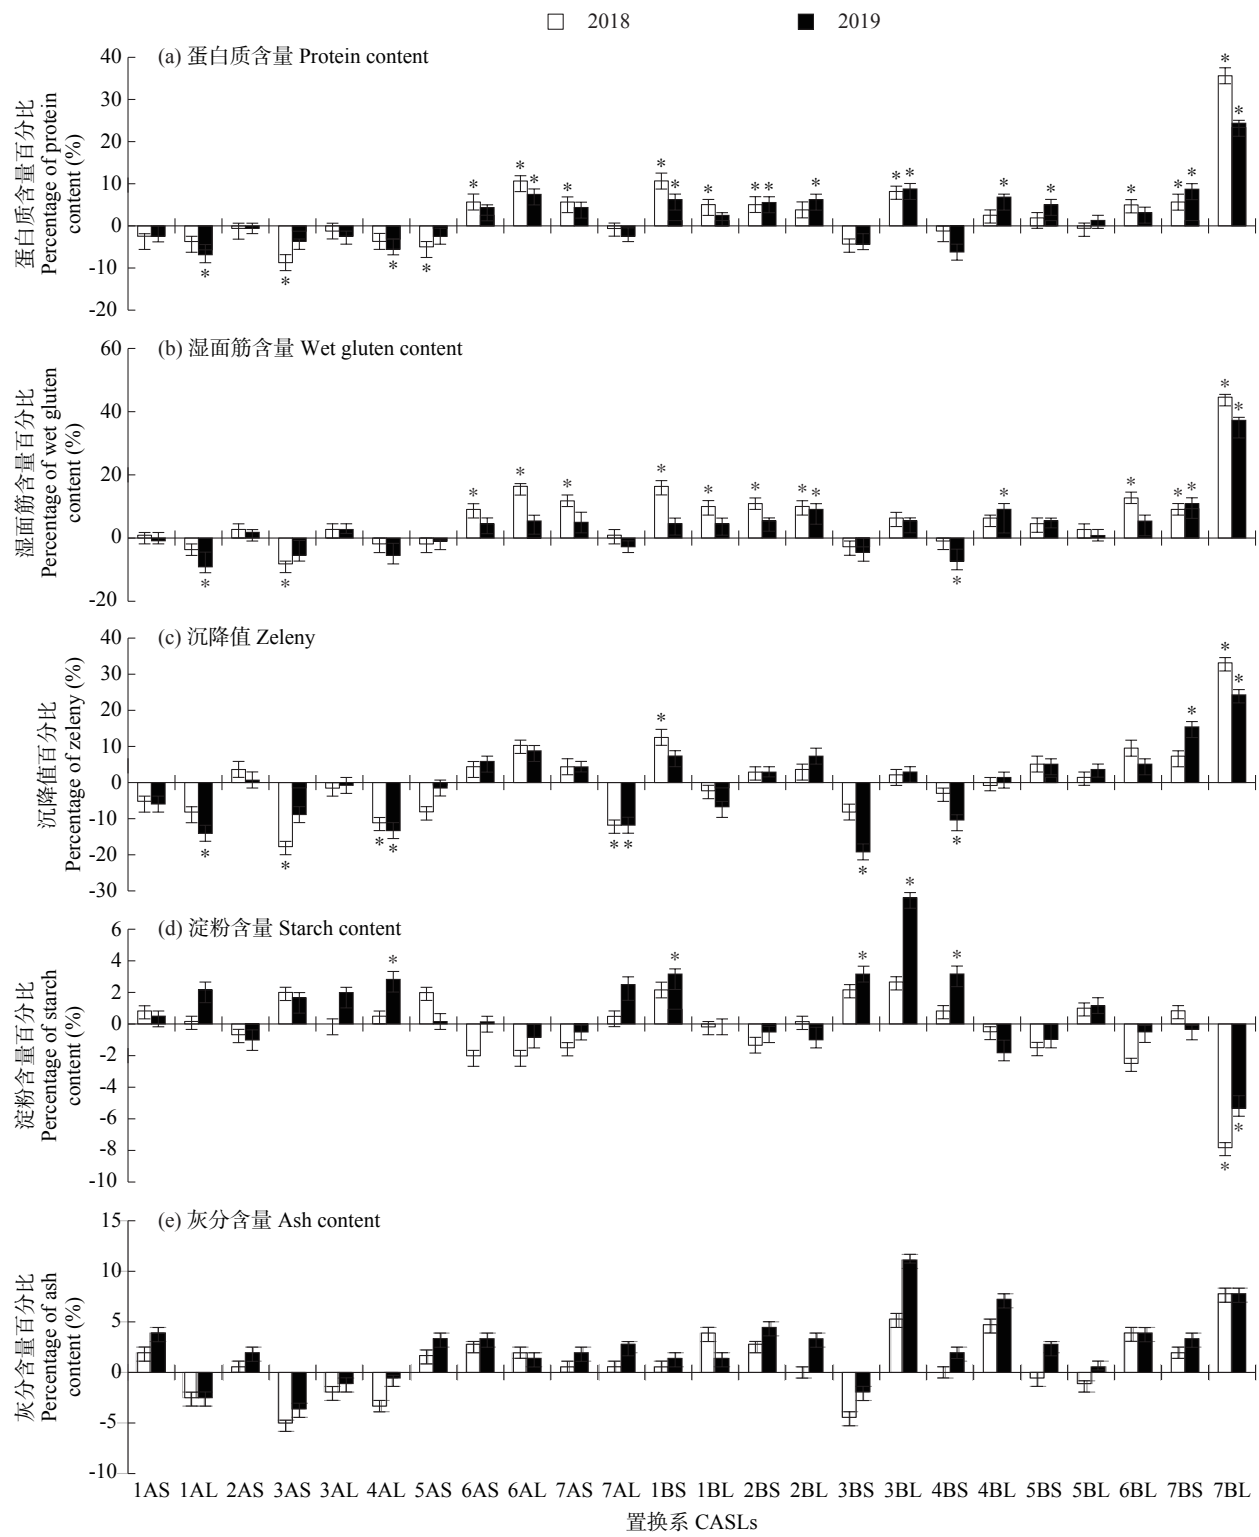 2018 2019
(a) 蛋白质含量 Protein content
蛋白质含量百分比
Percentage of protein
content (%)
40
30
20
10
0
-10
-20
* * * * * * * * * * * * * * * * * * * * * * * *
(b) 湿面筋含量 Wet gluten content
湿面筋含量百分比
Percentage of wet gluten
content (%)
60
40
20
0
-20
* * * * * * * * * * * * * * * * *
(c) 沉降值 Zeleny
沉降值百分比
Percentage of zeleny (%)
40
30
20
10
0
-10
-20
-30
* * * * * * * * * * * *
(d) 淀粉含量 Starch content
淀粉含量百分比
Percentage of starch
content (%)
6
4
2
0
-2
-4
-6
-8
-10
* * * * * * *
(e) 灰分含量 Ash content
灰分含量百分比
Percentage of ash
content (%)
15
10
5
0
-5
-10
1AS 1AL 2AS 3AS 3AL 4AL 5AS 6AS 6AL 7AS 7AL 1BS 1BL 2BS 2BL 3BS 3BL 4BS 4BL 5BS 5BL 6BL 7BS 7BL
置换系 CASLs